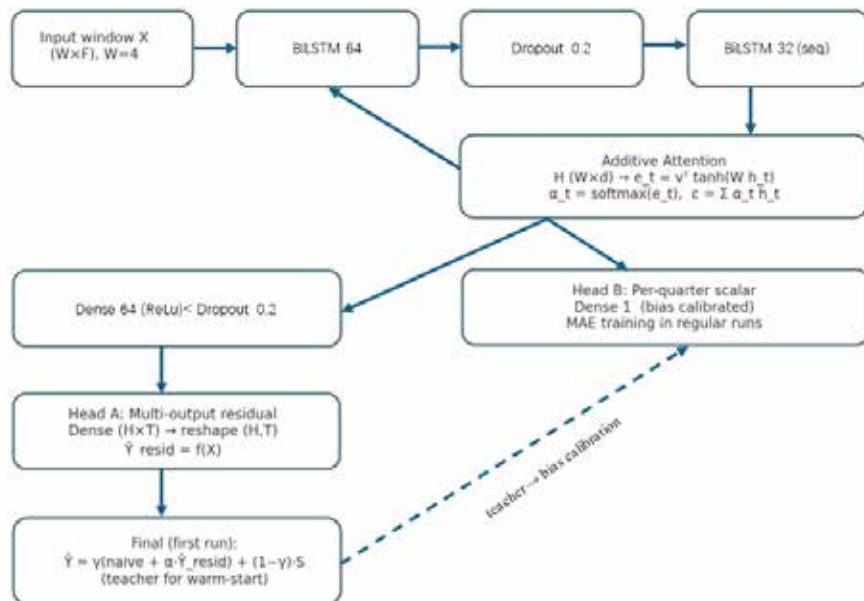 Input window X
(W×F), W=4
BiLSTM 64
Dropout 0.2
BiLSTM 32 (seq)
Additive Attention
H (W×d) → e_t = vᵀ tanh(W h_t)
α_t = softmax(e_t), c = Σ α_t h_t
Dense 64 (ReLu)< Dropout 0.2
Head B: Per-quarter scalar
Dense 1 (bias calibrated)
MAE training in regular runs
Head A: Multi-output residual
Dense (H×T) → reshape (H,T)
Ŷ resid = f(X)
teacher→ bias calibration
Final (first run):
Ŷ = γ(naive + α·Ŷ_resid) + (1−γ)·S
(teacher for warm-start)